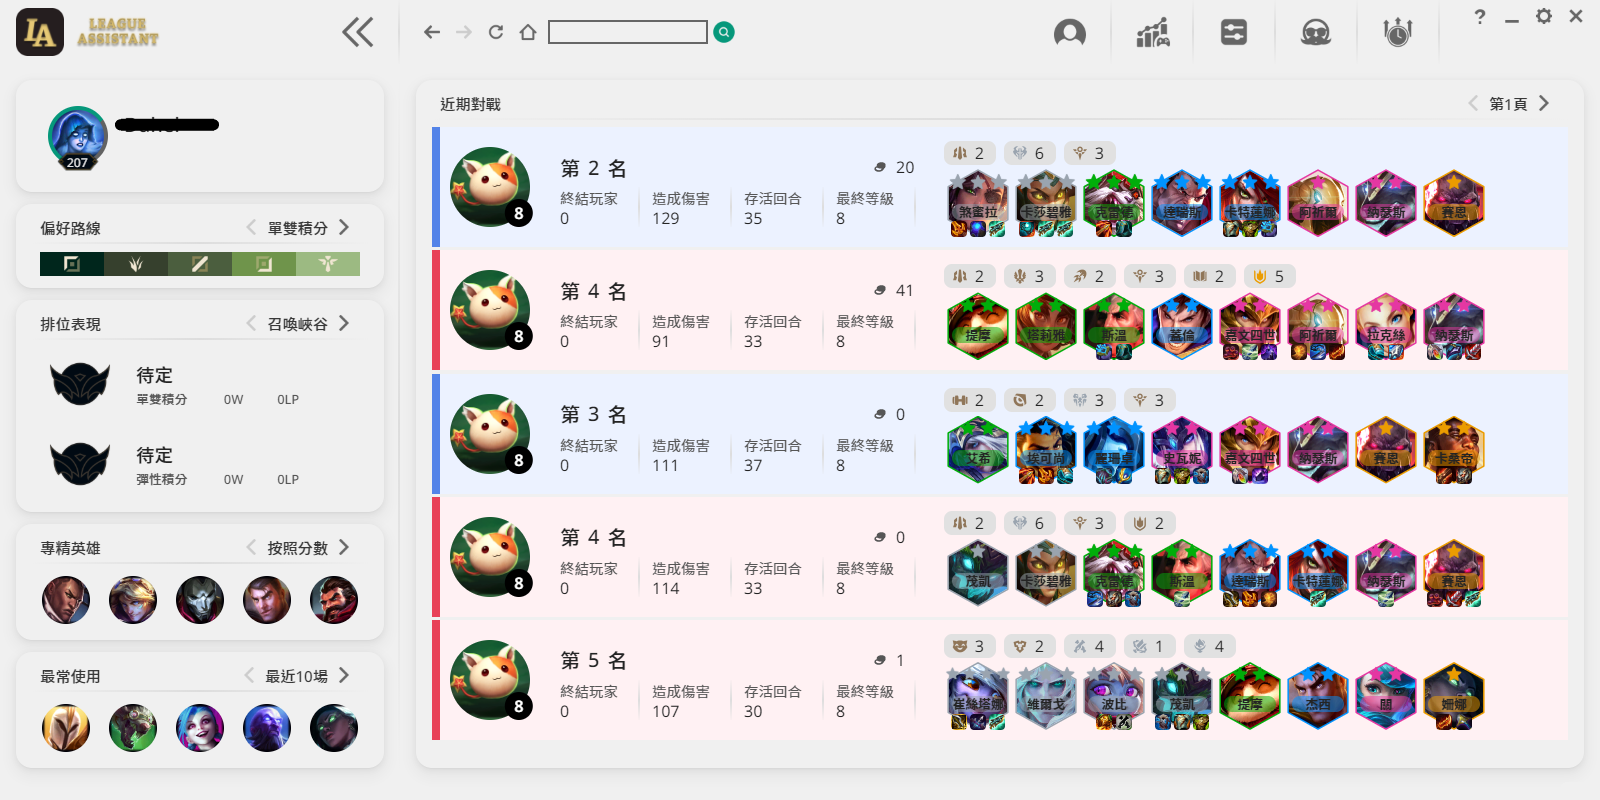 LA LEAGUE ASSISTANT
?
207
偏好路線 單雙積分
排位表現 召喚峽谷
待定
單雙積分 0W 0LP
待定
彈性積分 0W 0LP
專精英雄 按照分數
最常使用 最近10場
近期對戰 第1頁
2 6 3
第 2 名 20
終結玩家 造成傷害 存活回合 最終等級
0 129 35 8
8
煞蜜拉 卡莎碧雅 克雷德 達瑞斯 卡特蓮娜 阿祈爾 納瑟斯 賽恩
2 3 2 3 2 5
第 4 名 41
終結玩家 造成傷害 存活回合 最終等級
0 91 33 8
8
提摩 塔莉雅 斯溫 蓋倫 嘉文四世 阿祈爾 拉克絲 納瑟斯
2 2 3 3
第 3 名 0
終結玩家 造成傷害 存活回合 最終等級
0 111 37 8
8
艾希 埃可尚 麗珊卓 史瓦妮 嘉文四世 納瑟斯 賽恩 卡桑帝
2 6 3 2
第 4 名 0
終結玩家 造成傷害 存活回合 最終等級
0 114 33 8
8
茂凱 卡莎碧雅 克雷德 斯溫 達瑞斯 卡特蓮娜 納瑟斯 賽恩
3 2 4 1 4
第 5 名 1
終結玩家 造成傷害 存活回合 最終等級
0 107 30 8
8
崔絲塔娜 維爾戈 波比 茂凱 提摩 杰西 關 姍娜